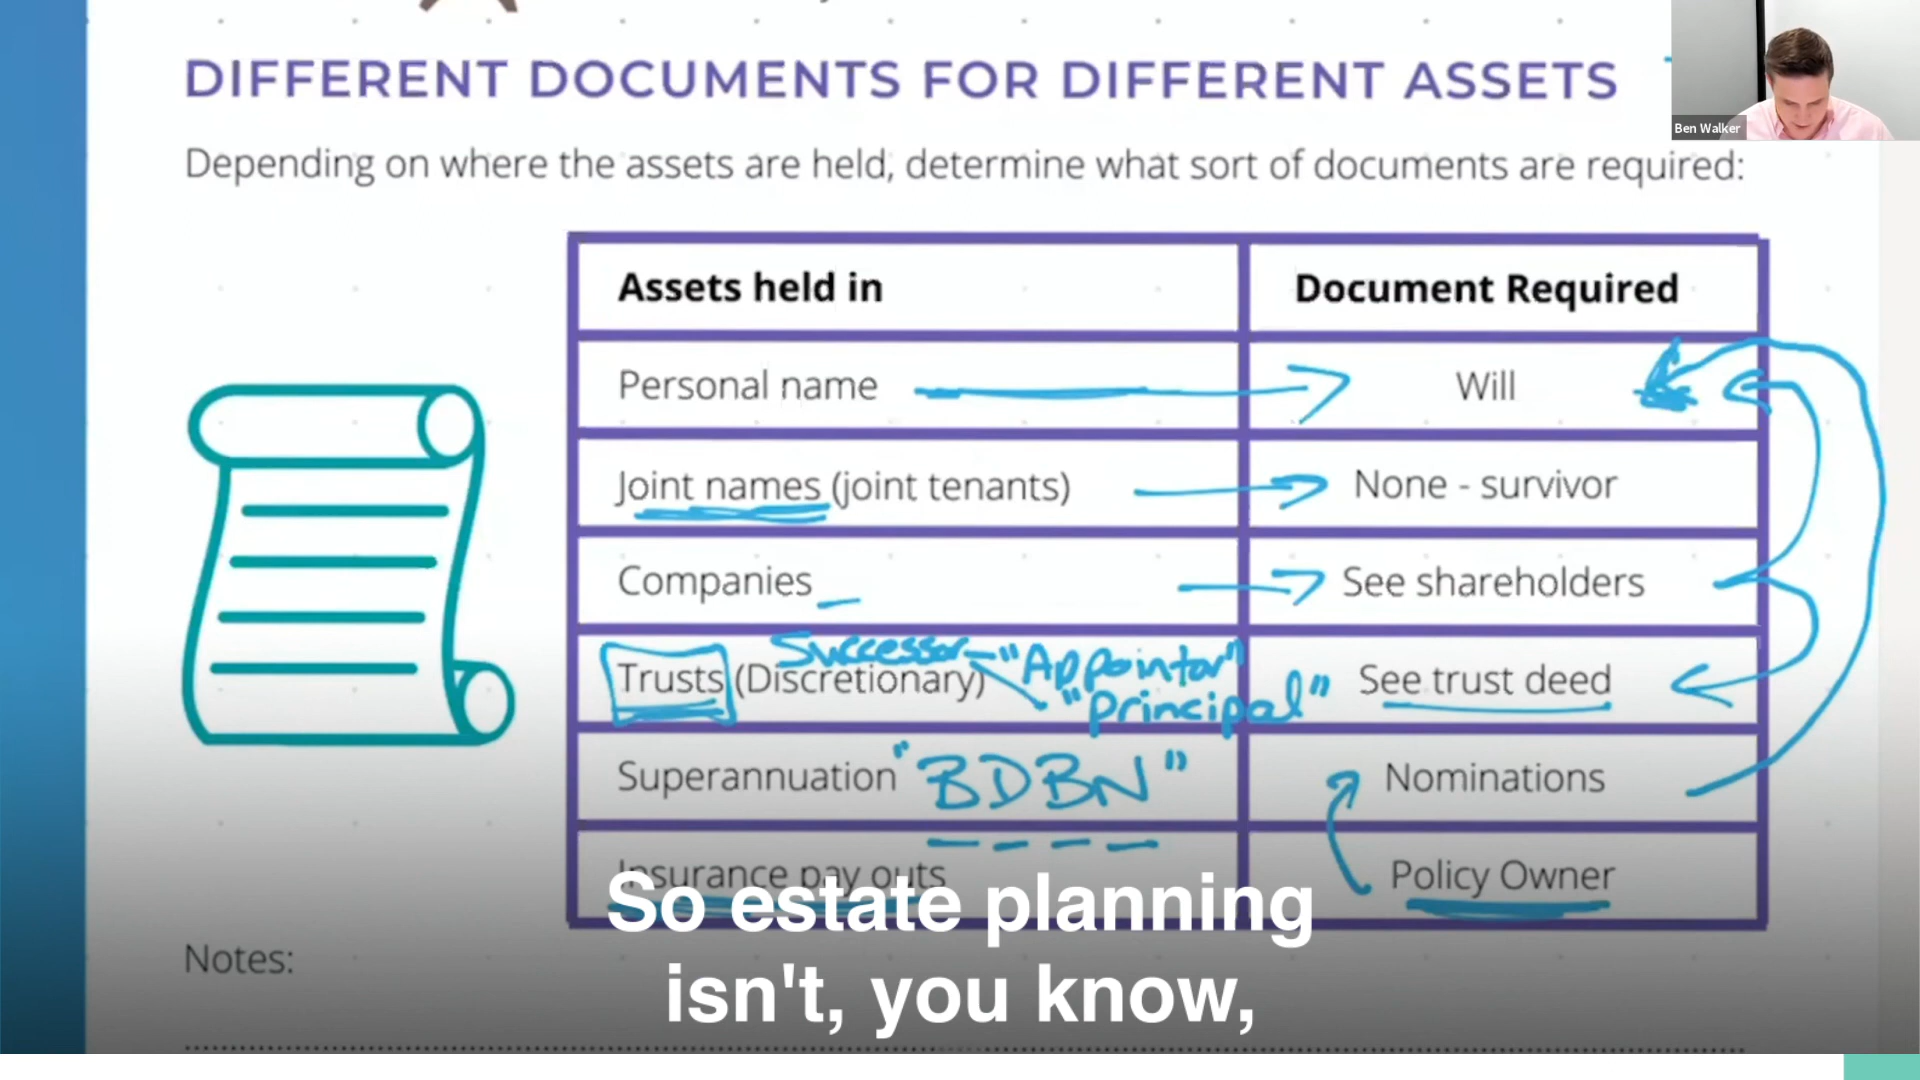 DIFFERENT DOCUMENTS FOR DIFFERENT ASSETS
Ben Walker
Depending on where the assets are held, determine what sort of documents are required:
Assets held in
Document Required
Personal name
Will
Joint names (joint tenants)
None - survivor
Companies
See shareholders
Successor "Appointor"
Trusts (Discretionary)
"Principal"
See trust deed
Superannuation "BDBN"
Nominations
Insurance pay outs
Policy Owner
So estate planning
isn't, you know,
Notes: